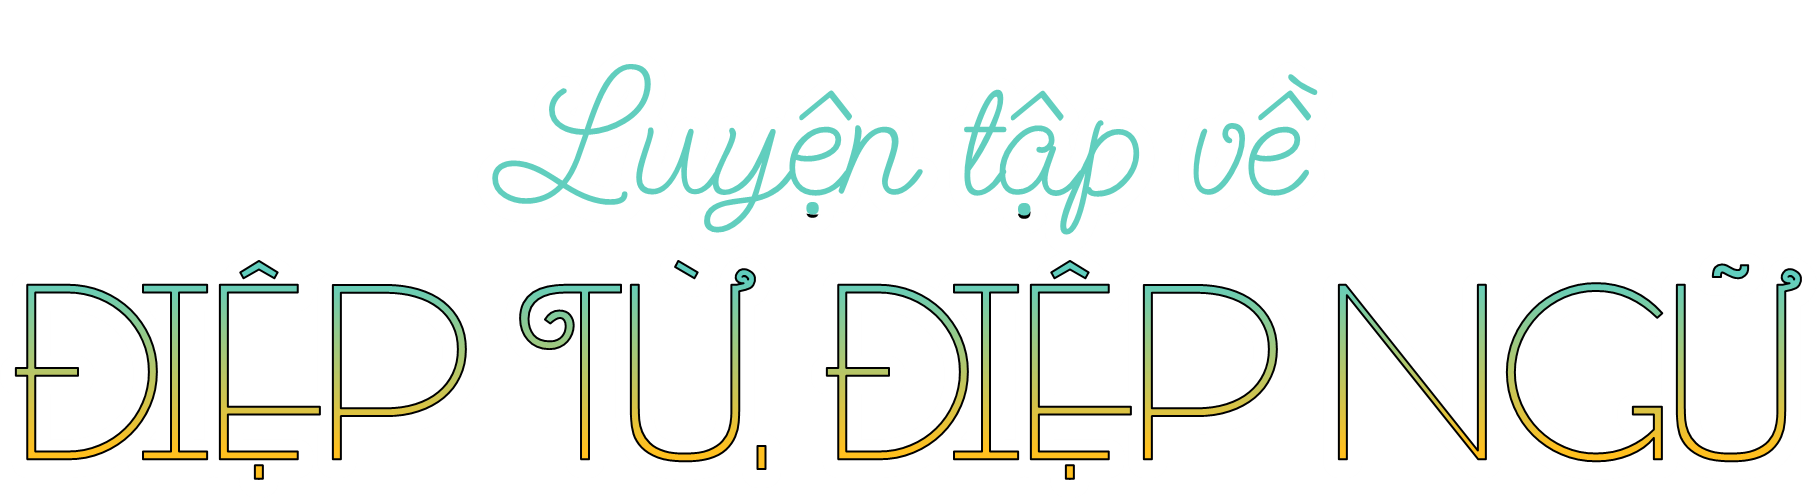 Luyện tập về
ĐIỆP TỪ, ĐIỆP NGỮ